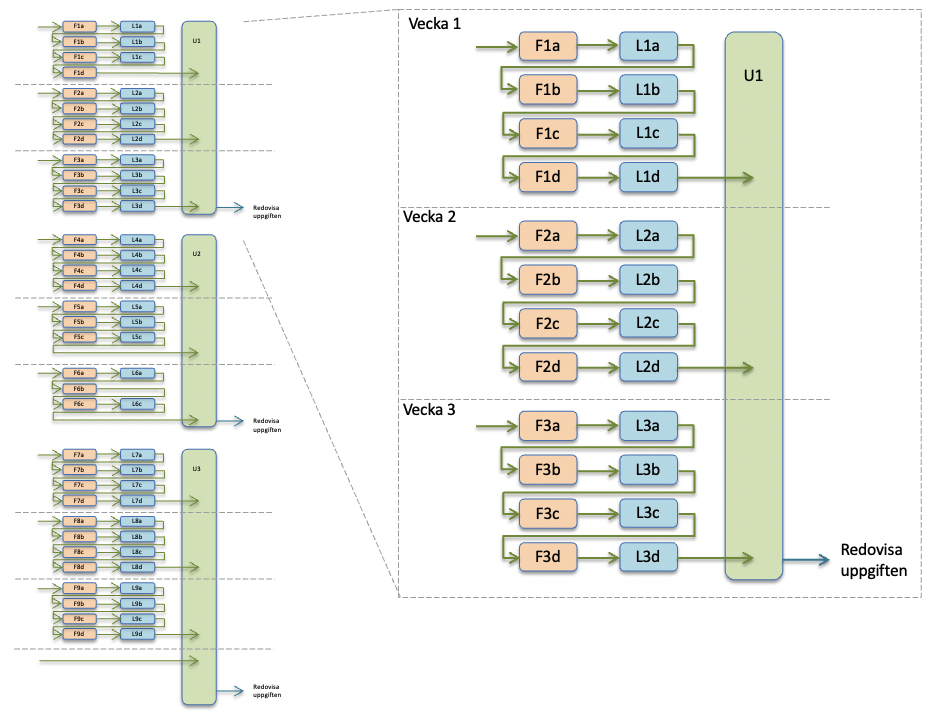 F1a L1a
F1b L1b
F1c L1c
F1d
U1
F2a L2a
F2b L2b
F2c L2c
F2d L2d
F3a L3a
F3b L3b
F3c L3c
F3d L3d
Redovisa
uppgiften
F4a L4a
F4b L4b
F4c L4c
F4d L4d
U2
F5a L5a
F5b L5b
F5c L5c
F6a L6a
F6b
F6c L6c
Redovisa
uppgiften
F7a L7a
F7b L7b
F7c L7c
F7d L7d
U3
F8a L8a
F8b L8b
F8c L8c
F8d L8d
F9a L9a
F9b L9b
F9c L9c
F9d L9d
Redovisa
uppgiften
Vecka 1
F1a L1a
F1b L1b
F1c L1c
F1d L1d
U1
Vecka 2
F2a L2a
F2b L2b
F2c L2c
F2d L2d
Vecka 3
F3a L3a
F3b L3b
F3c L3c
F3d L3d
Redovisa
uppgiften